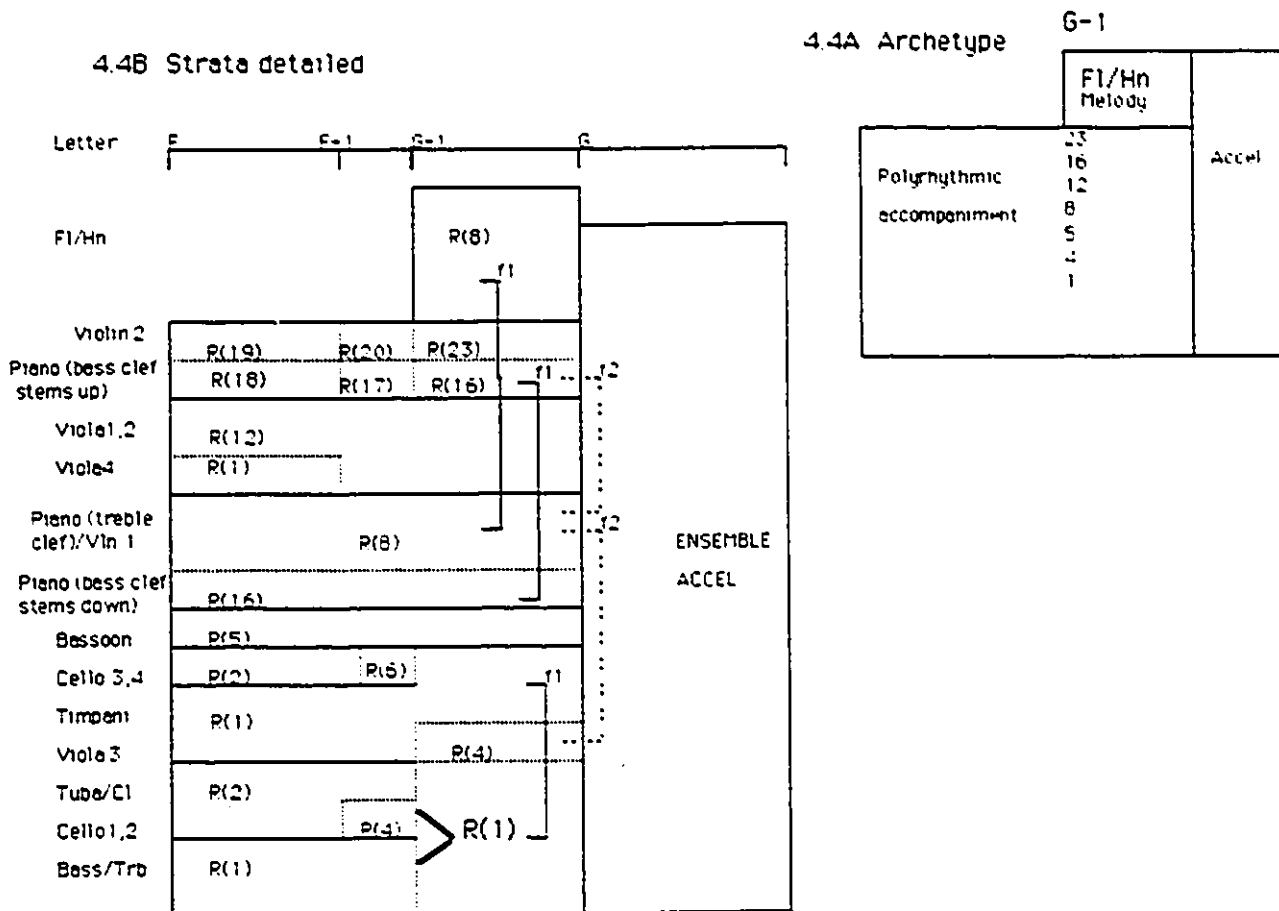 4.4B Strata detailed
Letter F F+1 G-1 G
Fl/Hn R(8)
f1
Violin 2 R(19) R(20) R(23)
Piano (bass clef
stems up) R(18) R(17) R(16) f1 f2
Viola1,2 R(12)
Viola4 R(1)
Piano (treble
clef)/Vln 1 R(8) f2
Piano (bass clef
stems down) R(16)
Bassoon R(5)
Cello 3,4 R(2) R(6) f1
Timpani R(1)
Viola 3 R(4)
Tuba/Cl R(2)
Cello1,2 R(4) R(1)
Bass/Trb R(1)
ENSEMBLE
ACCEL
4.4A Archetype
G-1
Fl/Hn
Melody
Polyrhythmic
accompaniment
23
16
12
8
5
4
1
Accel